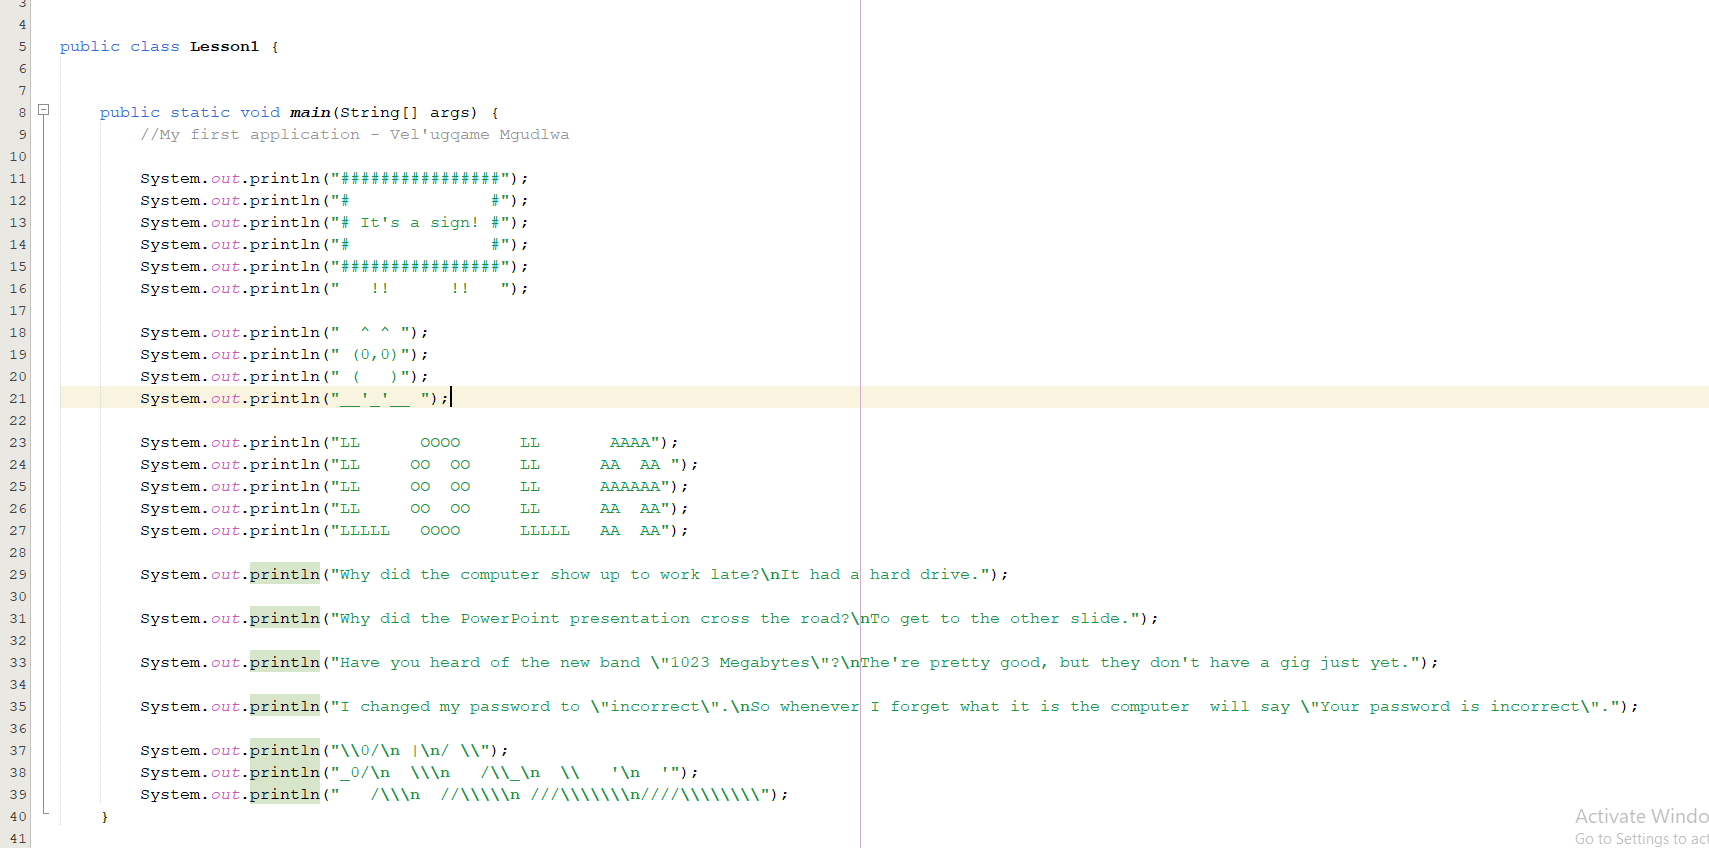 3
4
5 public class Lesson1 {
6
7
8     public static void main(String[] args) {
9         //My first application - Vel'ugqame Mgudlwa
10
11         System.out.println("################");
12         System.out.println("#              #");
13         System.out.println("# It's a sign! #");
14         System.out.println("#              #");
15         System.out.println("################");
16         System.out.println("   !!      !!   ");
17
18         System.out.println("  ^ ^ ");
19         System.out.println(" (0,0)");
20         System.out.println(" (   )");
21         System.out.println("__'_'__ ");
22
23         System.out.println("LL      OOOO      LL       AAAA");
24         System.out.println("LL     OO  OO     LL      AA  AA ");
25         System.out.println("LL     OO  OO     LL      AAAAAA");
26         System.out.println("LL     OO  OO     LL      AA  AA");
27         System.out.println("LLLLL   OOOO      LLLLL   AA  AA");
28
29         System.out.println("Why did the computer show up to work late?\nIt had a hard drive.");
30
31         System.out.println("Why did the PowerPoint presentation cross the road?\nTo get to the other slide.");
32
33         System.out.println("Have you heard of the new band \"1023 Megabytes\"?\nThe're pretty good, but they don't have a gig just yet.");
34
35         System.out.println("I changed my password to \"incorrect\".\nSo whenever I forget what it is the computer  will say \"Your password is incorrect\".");
36
37         System.out.println("\\0/\n |\n/ \\");
38         System.out.println("_0/\n  \\\n   /\\_\n  \\   '\n  '");
39         System.out.println("   /\\\n  //\\\\\n ///\\\\\\\n////\\\\\\\\");
40     }
41
Activate Windo
Go to Settings to act